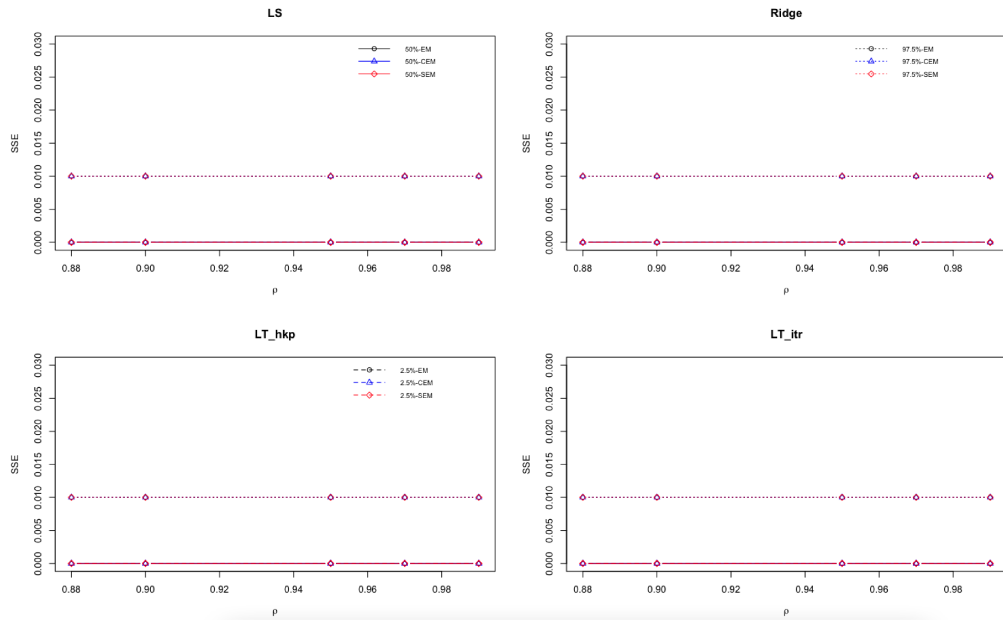 LS
0.030
0.025
0.020
0.015
0.010
0.005
0.000
SSE
50%-EM
50%-CEM
50%-SEM
0.88 0.90 0.92 0.94 0.96 0.98
ρ
Ridge
0.030
0.025
0.020
0.015
0.010
0.005
0.000
SSE
97.5%-EM
97.5%-CEM
97.5%-SEM
0.88 0.90 0.92 0.94 0.96 0.98
ρ
LT_hkp
0.030
0.025
0.020
0.015
0.010
0.005
0.000
SSE
2.5%-EM
2.5%-CEM
2.5%-SEM
0.88 0.90 0.92 0.94 0.96 0.98
ρ
LT_itr
0.030
0.025
0.020
0.015
0.010
0.005
0.000
SSE
0.88 0.90 0.92 0.94 0.96 0.98
ρ